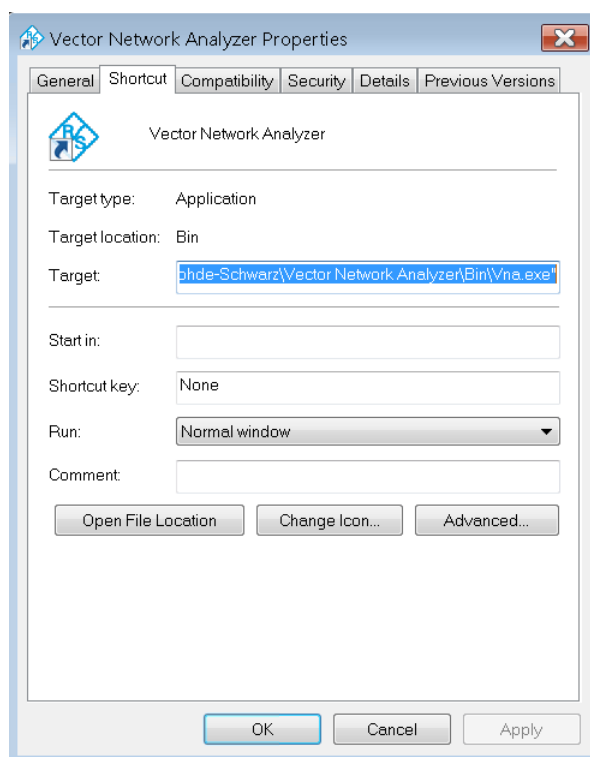 Vector Network Analyzer Properties
General Shortcut Compatibility Security Details Previous Versions
R&S
Vector Network Analyzer
Target type: Application
Target location: Bin
Target: ohde-Schwarz\Vector Network Analyzer\Bin\Vna.exe"
Start in:
Shortcut key: None
Run: Normal window
Comment:
Open File Location Change Icon... Advanced...
OK Cancel Apply